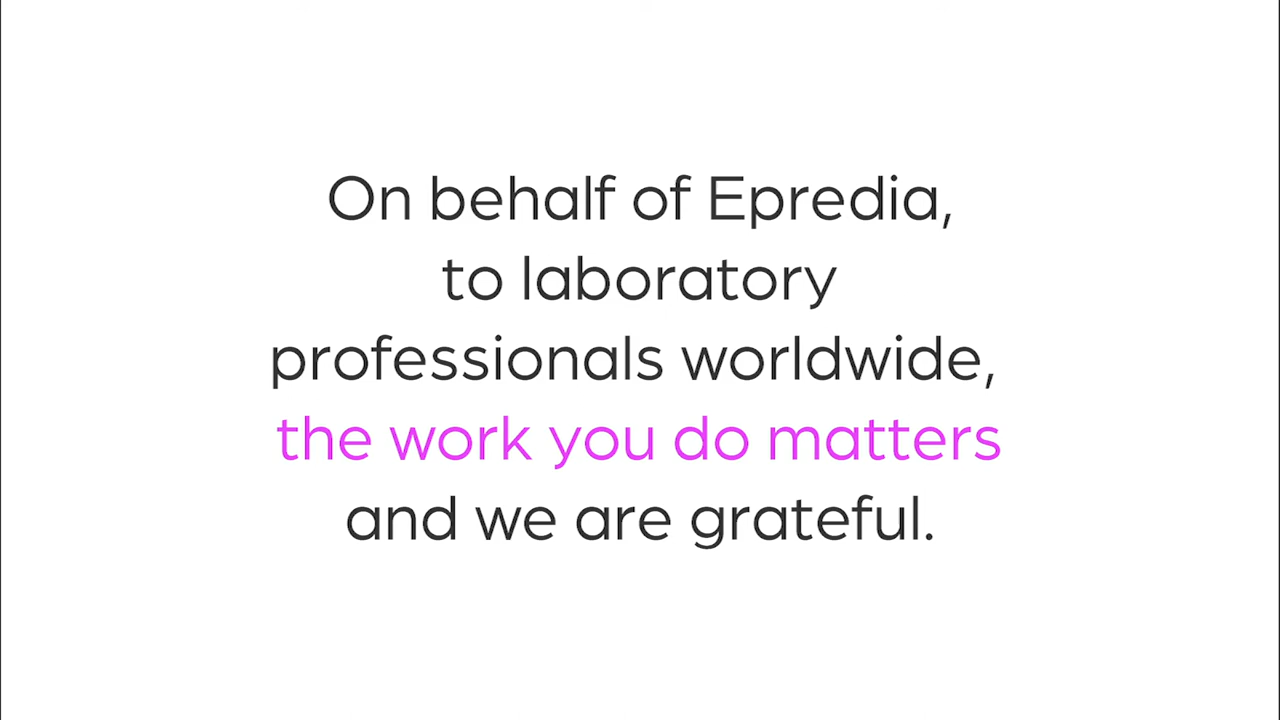 On behalf of Epredia,
to laboratory
professionals worldwide,
the work you do matters
and we are grateful.